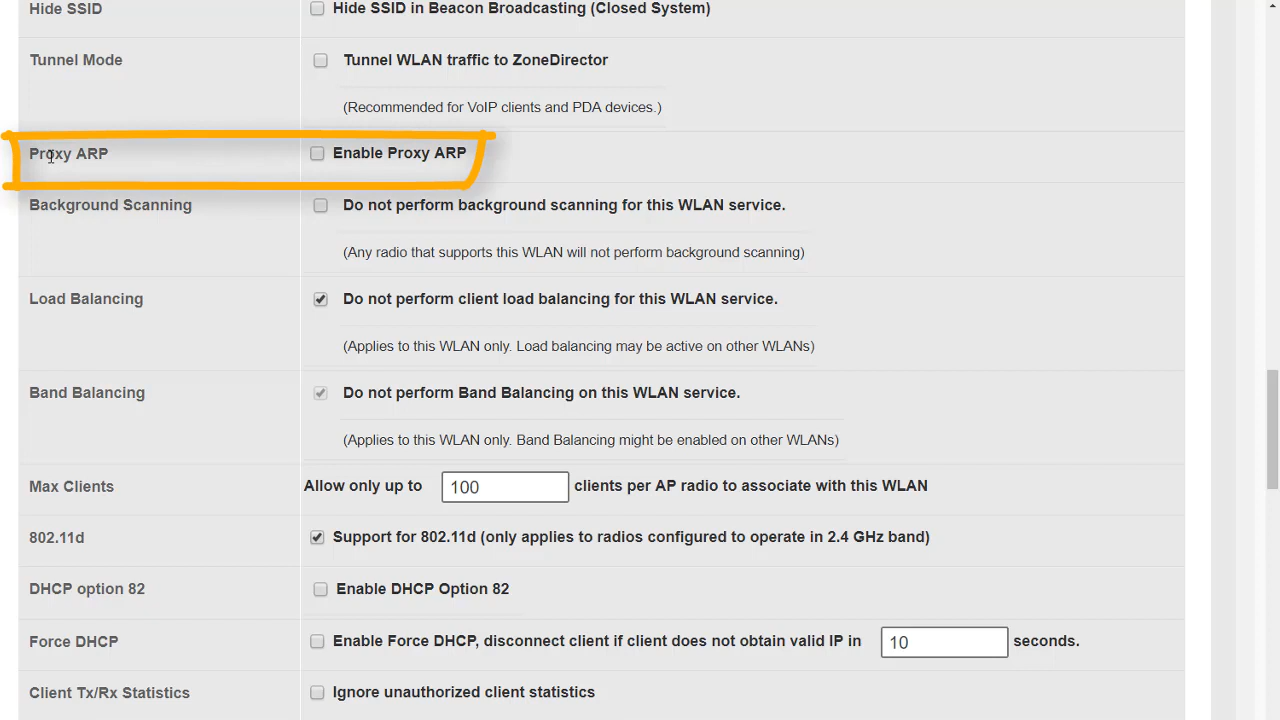 Hide SSID
Hide SSID in Beacon Broadcasting (Closed System)
Tunnel Mode
Tunnel WLAN traffic to ZoneDirector
(Recommended for VoIP clients and PDA devices.)
Proxy ARP
Enable Proxy ARP
Background Scanning
Do not perform background scanning for this WLAN service.
(Any radio that supports this WLAN will not perform background scanning)
Load Balancing
Do not perform client load balancing for this WLAN service.
(Applies to this WLAN only. Load balancing may be active on other WLANs)
Band Balancing
Do not perform Band Balancing on this WLAN service.
(Applies to this WLAN only. Band Balancing might be enabled on other WLANs)
Max Clients
Allow only up to 100 clients per AP radio to associate with this WLAN
802.11d
Support for 802.11d (only applies to radios configured to operate in 2.4 GHz band)
DHCP option 82
Enable DHCP Option 82
Force DHCP
Enable Force DHCP, disconnect client if client does not obtain valid IP in 10 seconds.
Client Tx/Rx Statistics
Ignore unauthorized client statistics